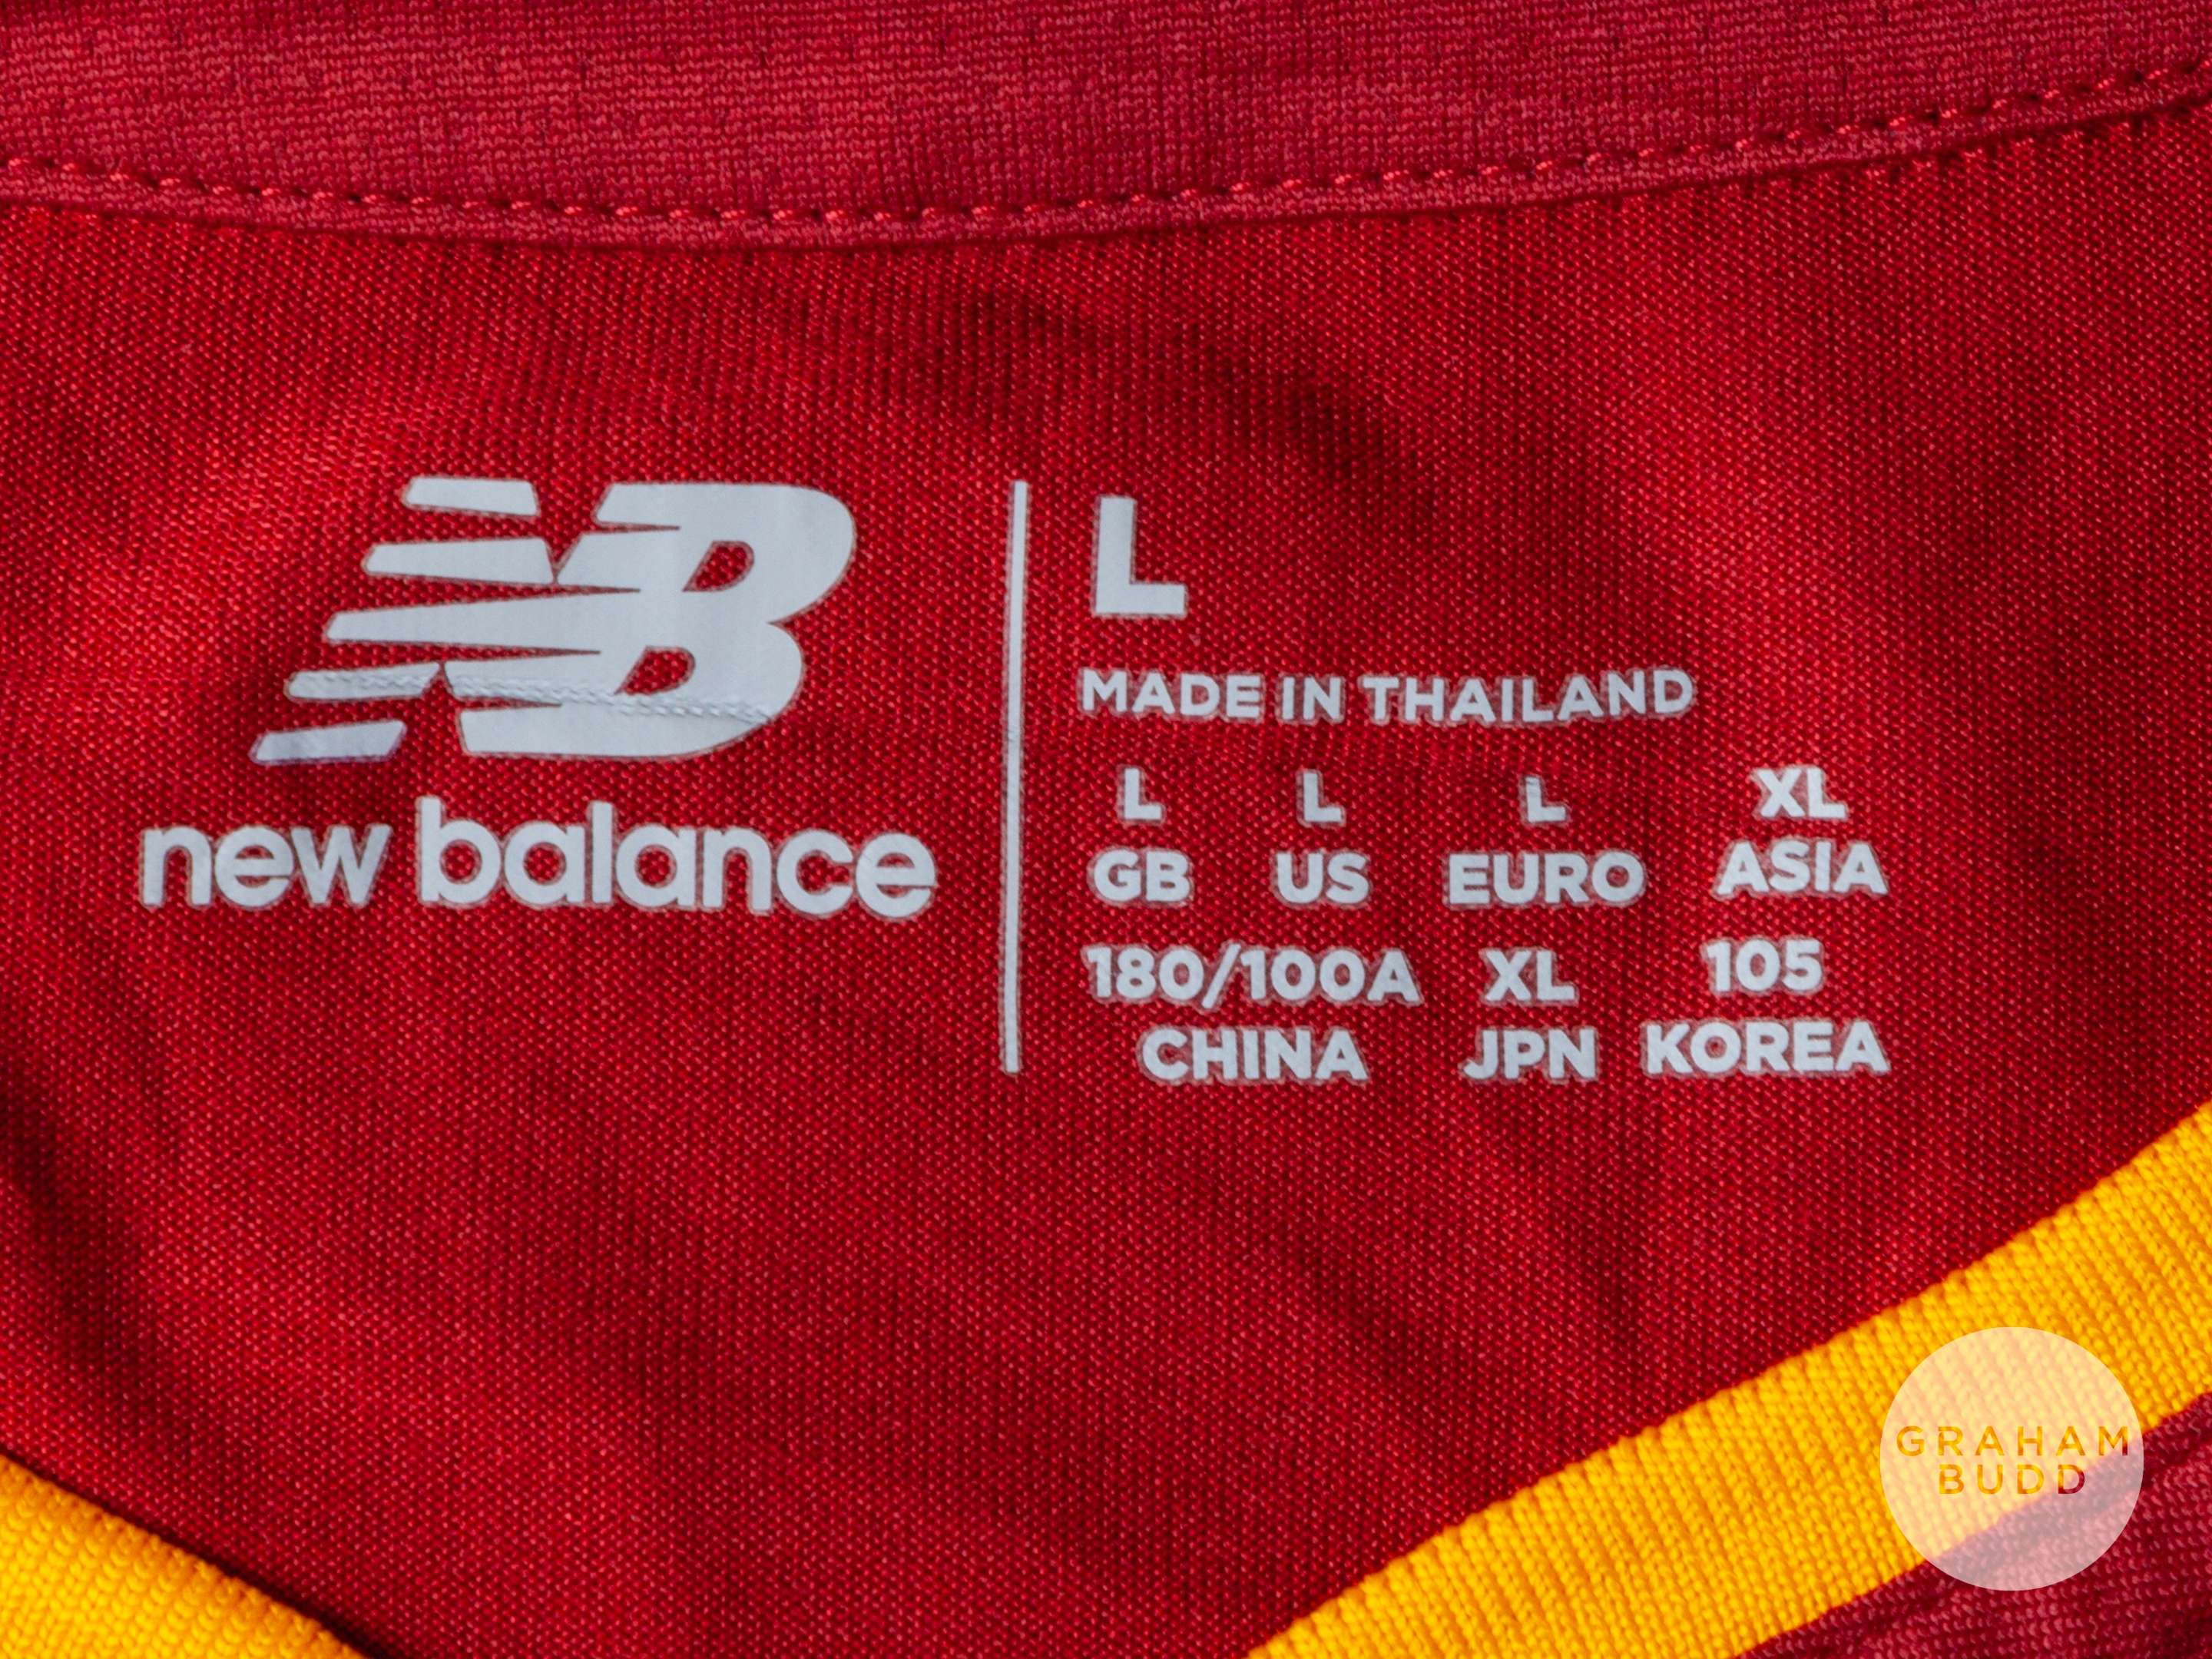 NB
new balance
L
MADE IN THAILAND
L L L XL
GB US EURO ASIA
180/100A XL 105
CHINA JPN KOREA
GRAHAM
BUDD